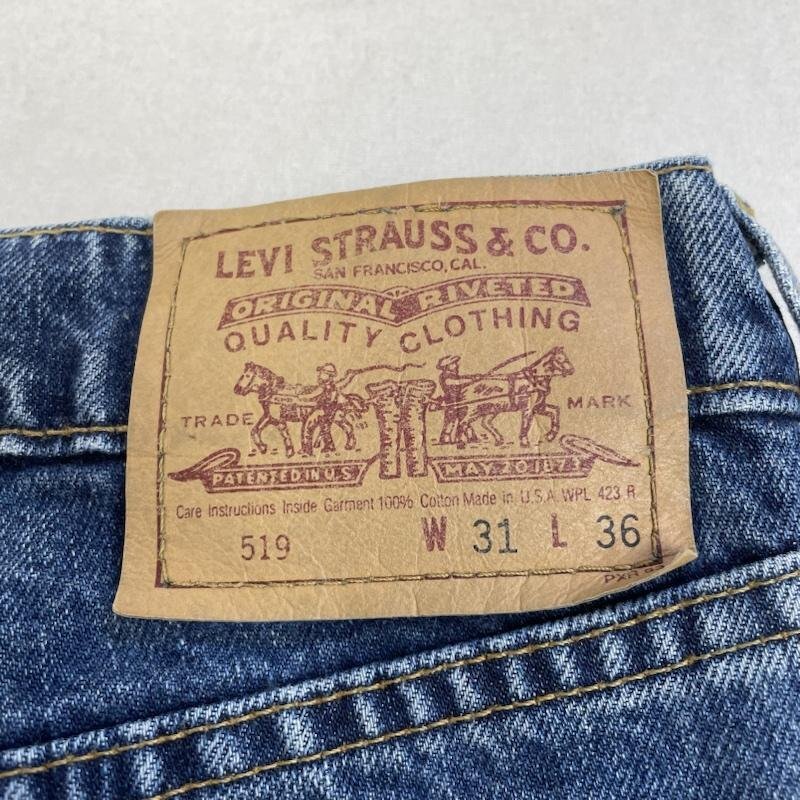 LEVI STRAUSS & CO.
SAN FRANCISCO, CAL.
ORIGINAL RIVETED
QUALITY CLOTHING
TRADE MARK
PATENTED IN U.S. MAY 20 1873
Care Instructions Inside Garment 100% Cotton Made in U.S.A. WPL 423 R
519 W 31 L 36